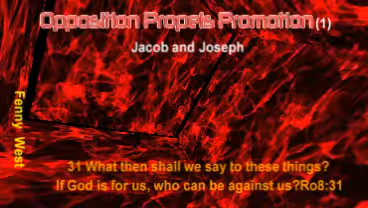 Opposition Propels Promotion (1)
Jacob and Joseph
Fenny West
31 What then shall we say to these things?
If God is for us, who can be against us?Ro8:31